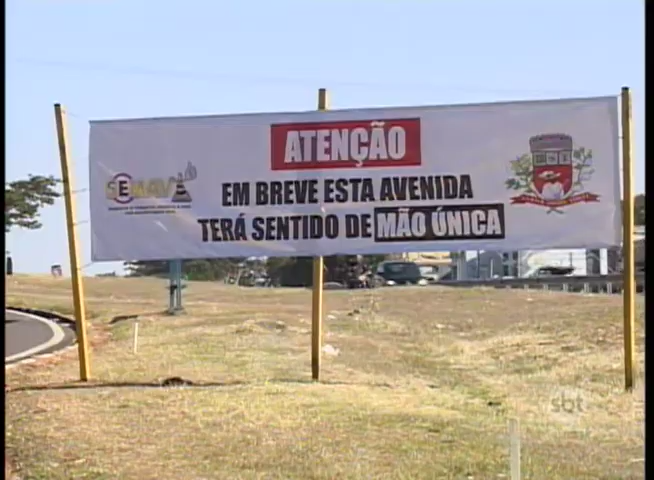 ATENÇÃO
EM BREVE ESTA AVENIDA
TERÁ SENTIDO DE MÃO ÚNICA
SEMAV
sbt